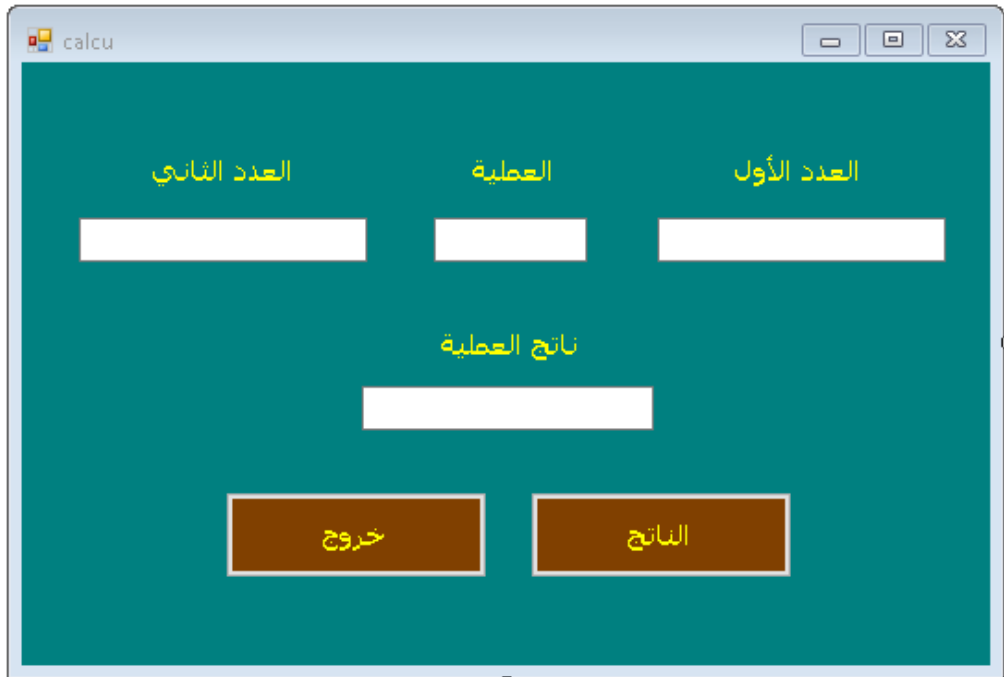 calcu
العدد الأول العملية العدد الثاني
ناتج العملية
الناتج خروج